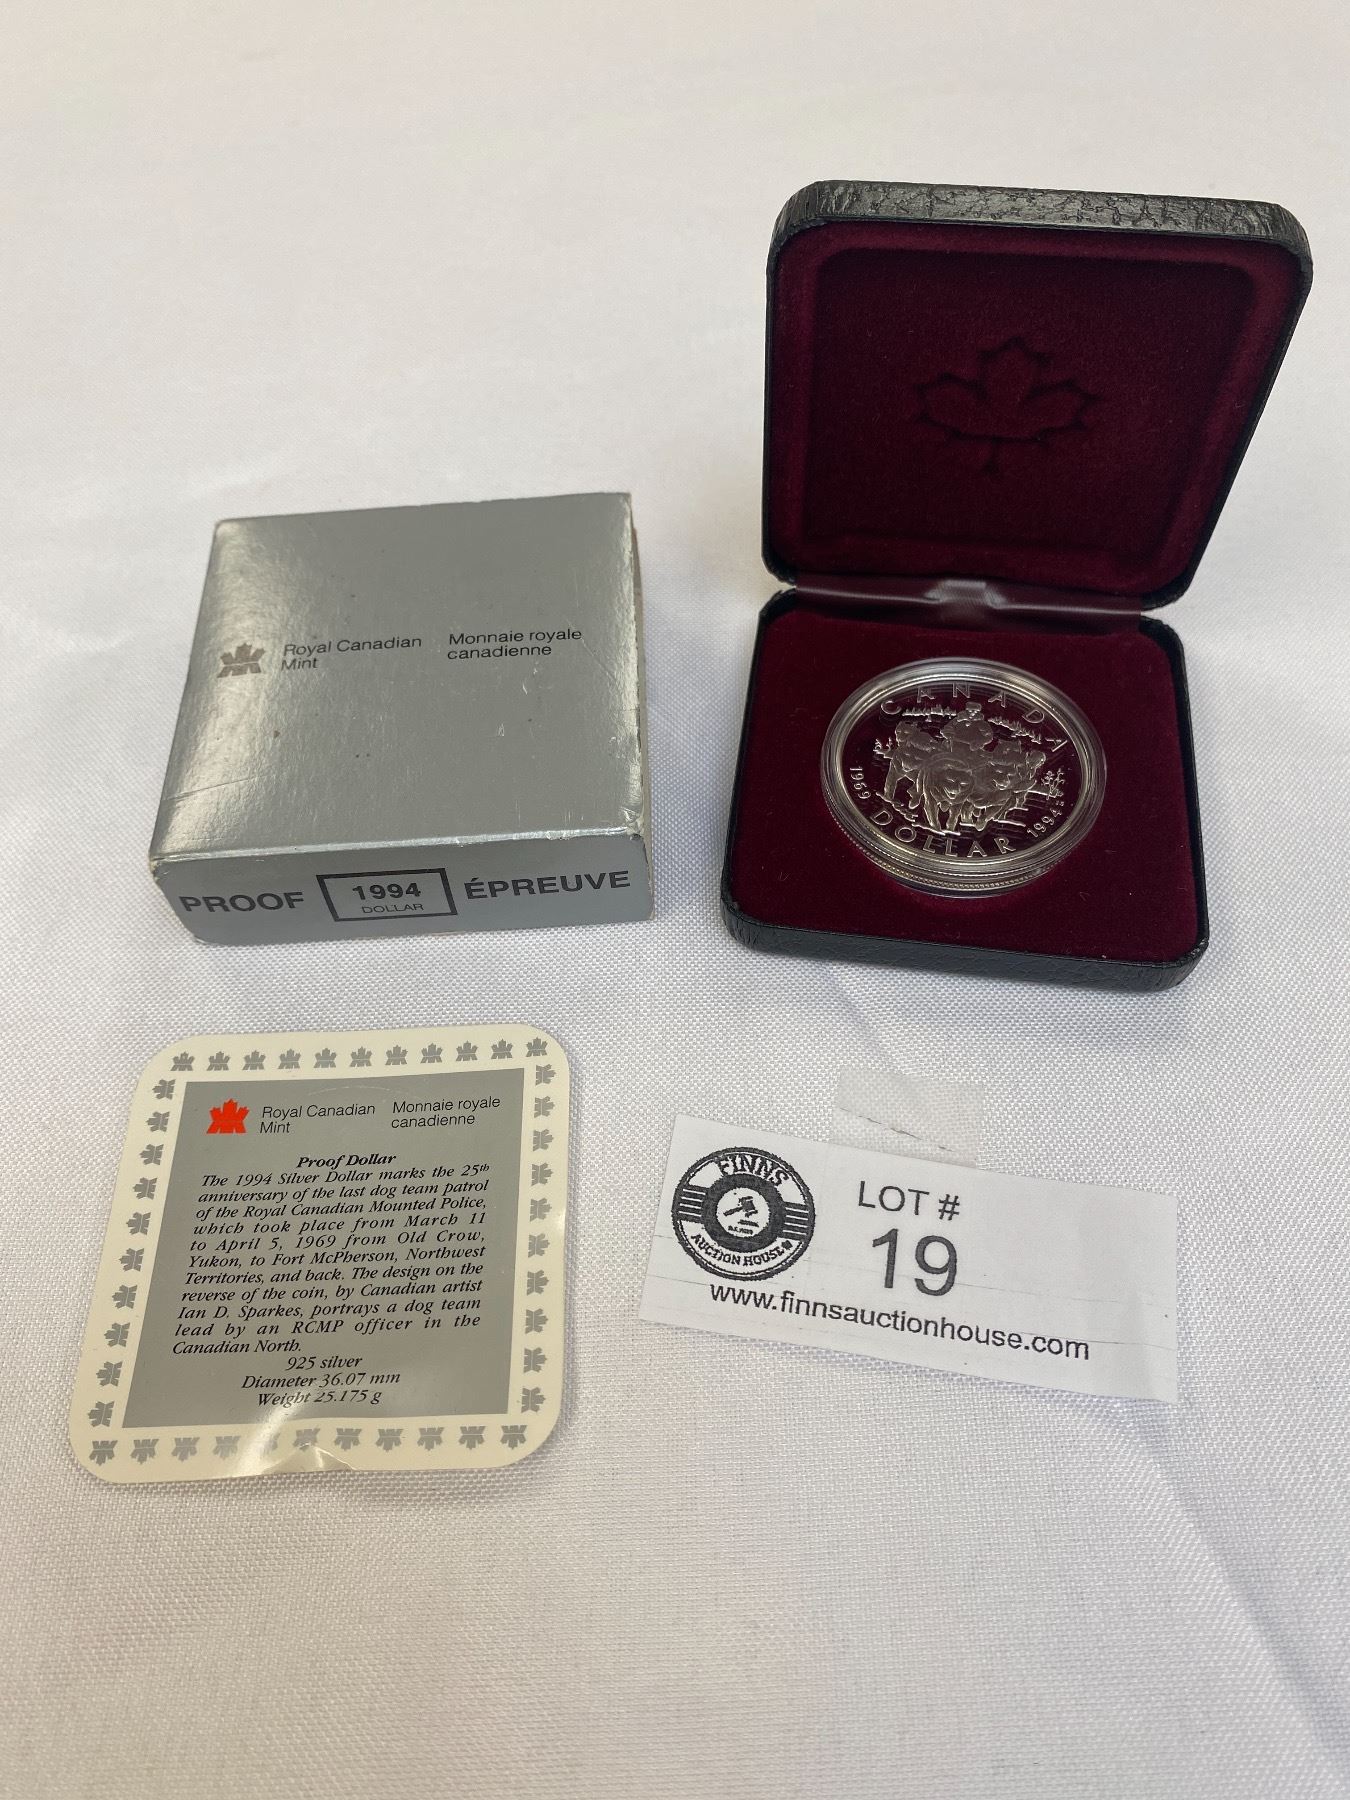 Royal Canadian
Mint
Monnaie royale
canadienne
PROOF 1994 ÉPREUVE
DOLLAR
CANADA
1969 DOLLAR 1994
Royal Canadian
Mint
Monnaie royale
canadienne
Proof Dollar
The 1994 Silver Dollar marks the 25th
anniversary of the last dog team patrol
of the Royal Canadian Mounted Police,
which took place from March 11
to April 5, 1969 from Old Crow,
Yukon, to Fort McPherson, Northwest
Territories, and back. The design on the
reverse of the coin, by Canadian artist
Ian D. Sparkes, portrays a dog team
lead by an RCMP officer in the
Canadian North.
925 silver
Diameter 36.07 mm
Weight 25.175 g
FINNS
AUCTION HOUSE
LOT #
19
www.finnsauctionhouse.com